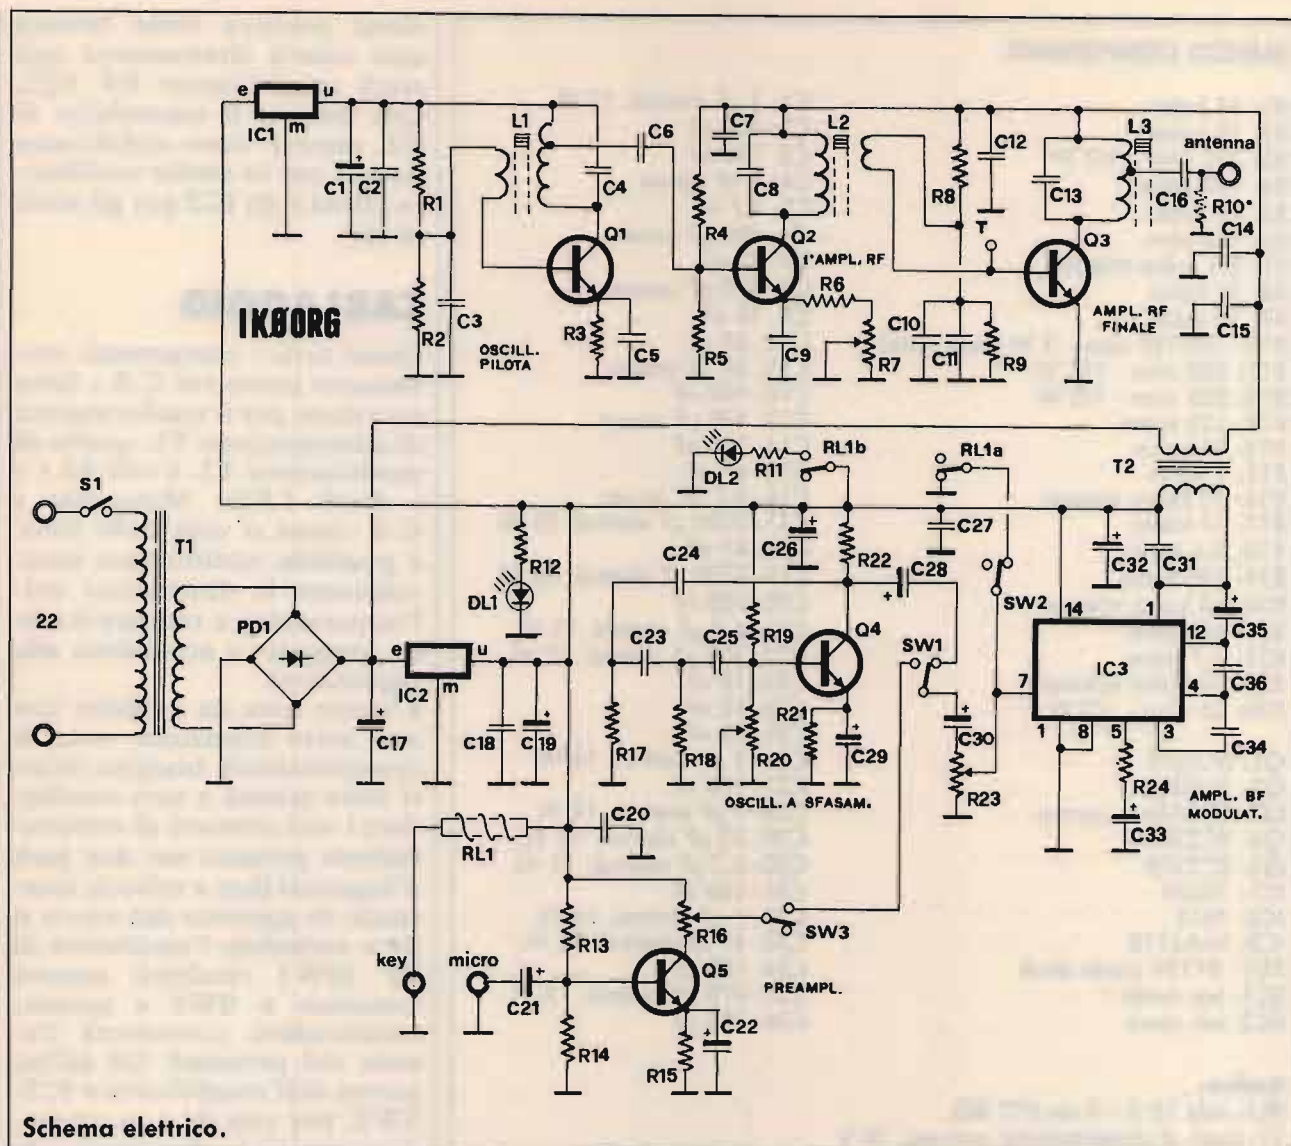 e
u
IC1
m
C1
+
C2
R1
R2
C3
L1
C4
Q1
R3
C5
OSCILL.
PILOTA
IKØORG
C6
C7
R4
R5
C8
L2
Q2
1°AMPL. RF
R6
C9
R7
R8
C12
T
C10
C11
R9
C13
L3
Q3
AMPL. RF
FINALE
antenna
C16
R10*
C14
C15
S1
T1
22
PD1
C17
+
e
u
IC2
m
C18
C19
+
R12
DL1
DL2
R11
RL1b
RL1a
T2
C26
+
R22
C27
C24
C23
C25
R19
R17
R18
R20
Q4
R21
C29
+
OSCILL. A SFASAM.
C28
+
SW1
SW2
C30
+
R23
C32
+
C31
14
1
12
4
7
IC3
1
8
5
3
C35
+
C36
C34
R24
C33
+
AMPL. BF
MODULAT.
RL1
C20
key
micro
C21
+
R13
R14
R16
Q5
R15
C22
+
PREAMPL.
SW3
Schema elettrico.